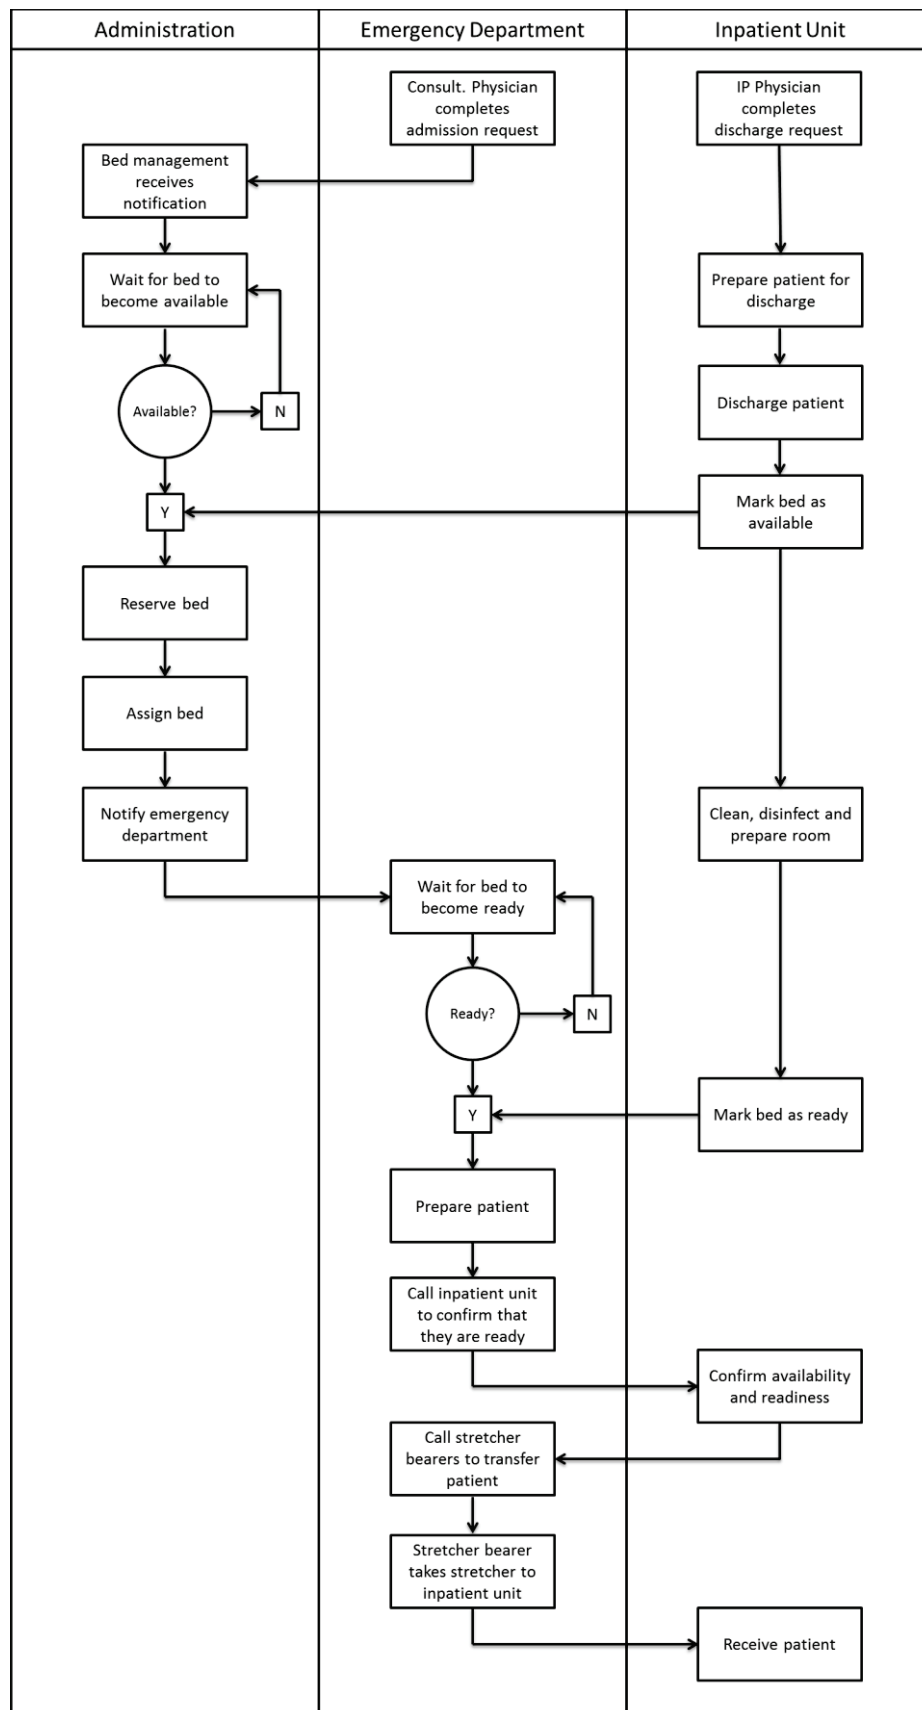 Administration
Emergency Department
Inpatient Unit
Consult. Physician
completes
admission request
IP Physician
completes
discharge request
Bed management
receives
notification
Wait for bed to
become available
Prepare patient for
discharge
Available?
N
Discharge patient
Y
Mark bed as
available
Reserve bed
Assign bed
Notify emergency
department
Clean, disinfect and
prepare room
Wait for bed to
become ready
Ready?
N
Y
Mark bed as ready
Prepare patient
Call inpatient unit
to confirm that
they are ready
Confirm availability
and readiness
Call stretcher
bearers to transfer
patient
Stretcher bearer
takes stretcher to
inpatient unit
Receive patient